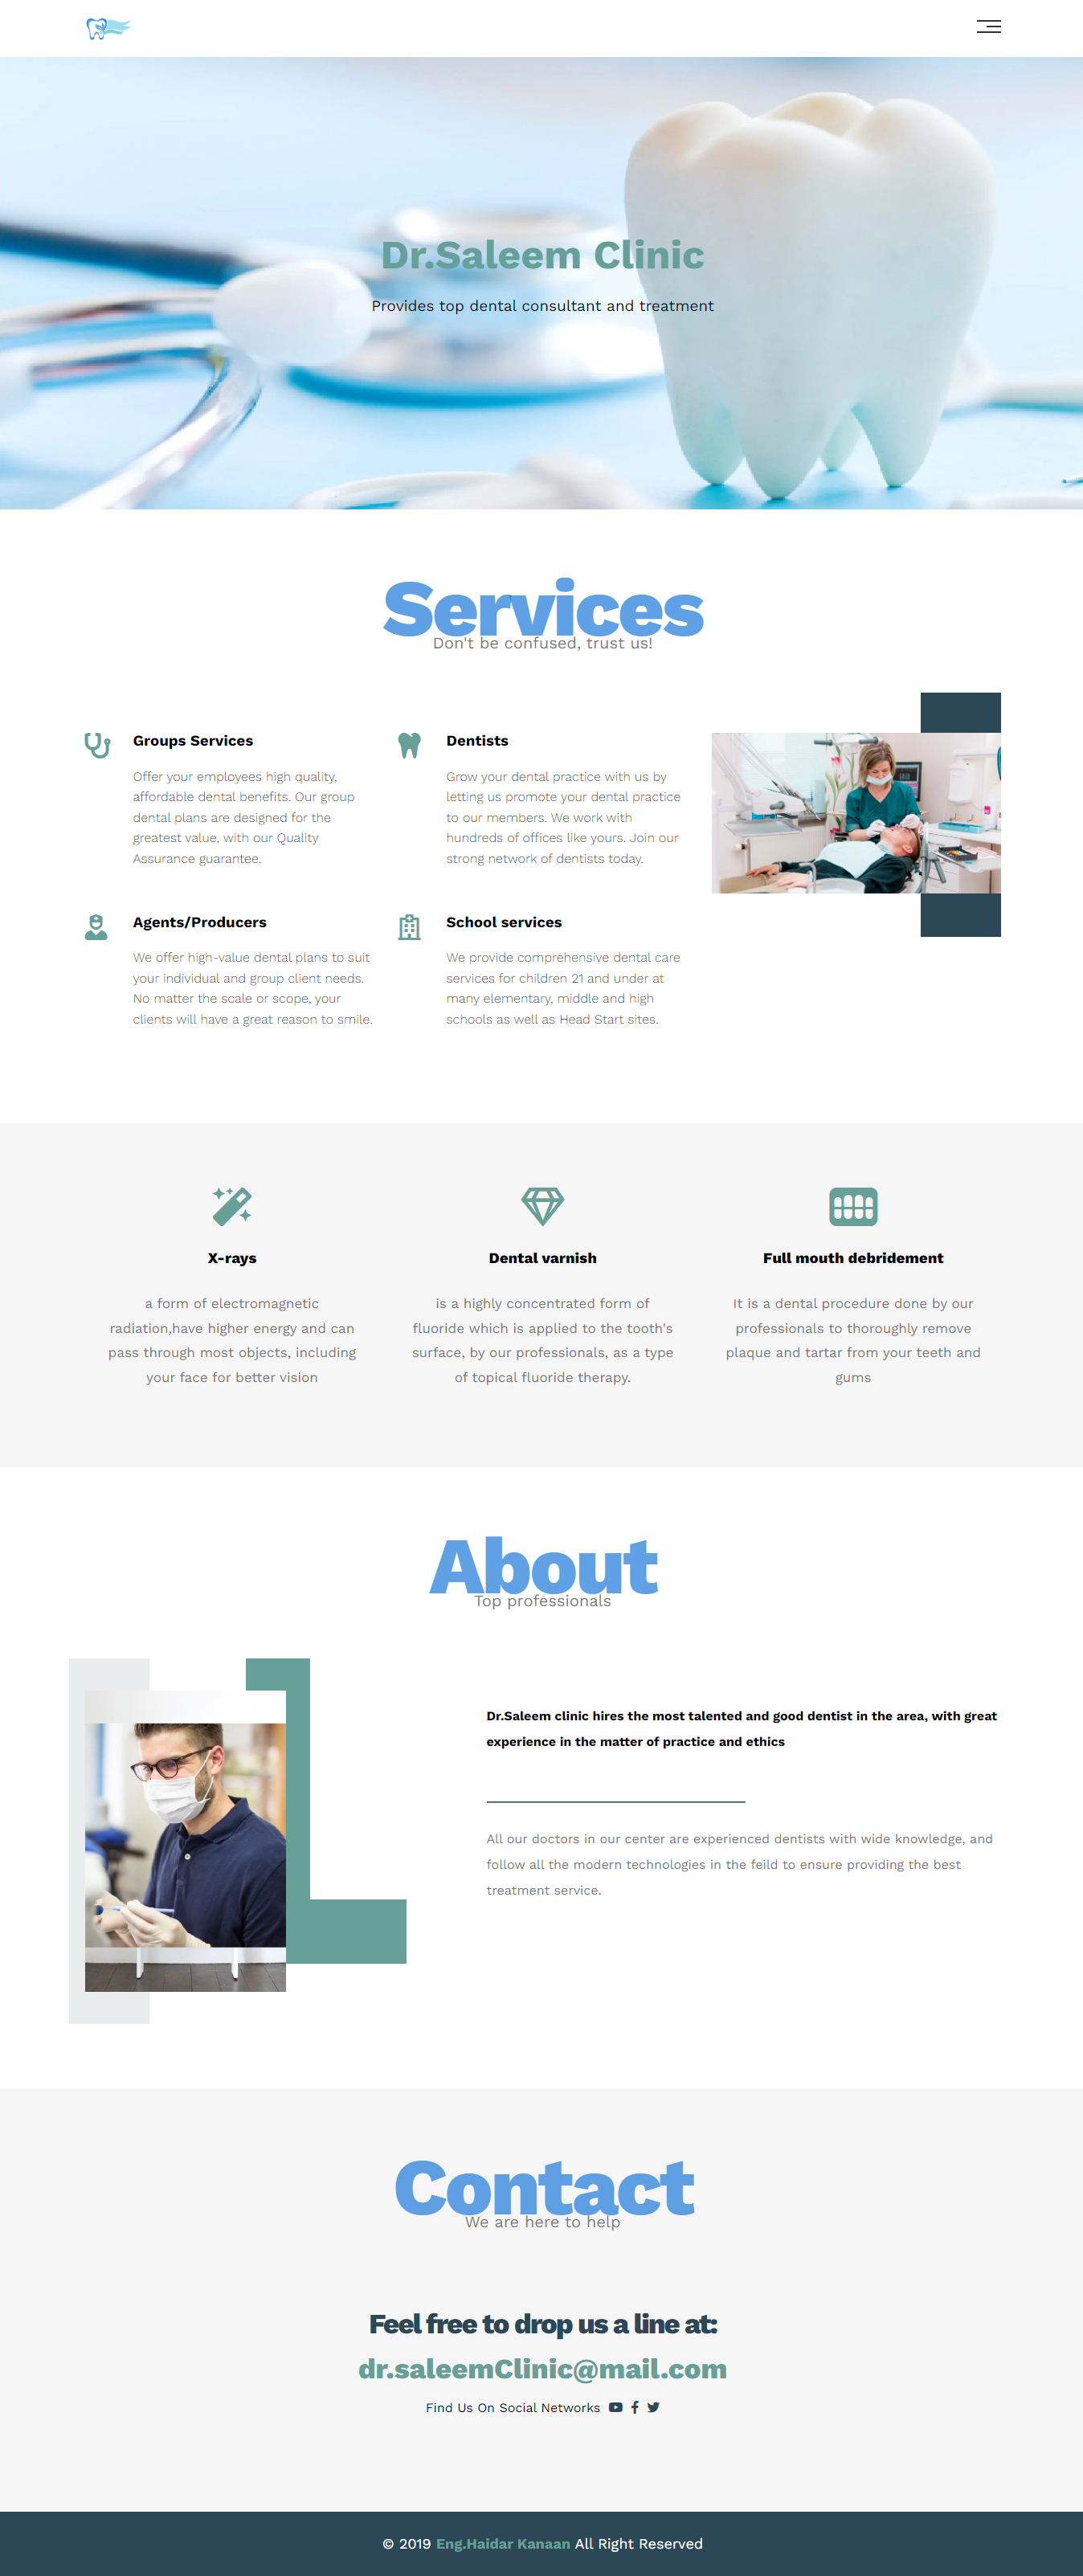 Dr.Saleem Clinic
Provides top dental consultant and treatment
Services
Don't be confused, trust us!
Groups Services
Offer your employees high quality,
affordable dental benefits. Our group
dental plans are designed for the
greatest value, with our Quality
Assurance guarantee.
Dentists
Grow your dental practice with us by
letting us promote your dental practice
to our members. We work with
hundreds of offices like yours. Join our
strong network of dentists today.
Agents/Producers
We offer high-value dental plans to suit
your individual and group client needs.
No matter the scale or scope, your
clients will have a great reason to smile.
School services
We provide comprehensive dental care
services for children 21 and under at
many elementary, middle and high
schools as well as Head Start sites.
X-rays
a form of electromagnetic
radiation,have higher energy and can
pass through most objects, including
your face for better vision
Dental varnish
is a highly concentrated form of
fluoride which is applied to the tooth's
surface, by our professionals, as a type
of topical fluoride therapy.
Full mouth debridement
It is a dental procedure done by our
professionals to thoroughly remove
plaque and tartar from your teeth and
gums
About
Top professionals
Dr.Saleem clinic hires the most talented and good dentist in the area, with great
experience in the matter of practice and ethics
All our doctors in our center are experienced dentists with wide knowledge, and
follow all the modern technologies in the feild to ensure providing the best
treatment service.
Contact
We are here to help
Feel free to drop us a line at:
dr.saleemClinic@mail.com
Find Us On Social Networks
© 2019 Eng.Haidar Kanaan All Right Reserved